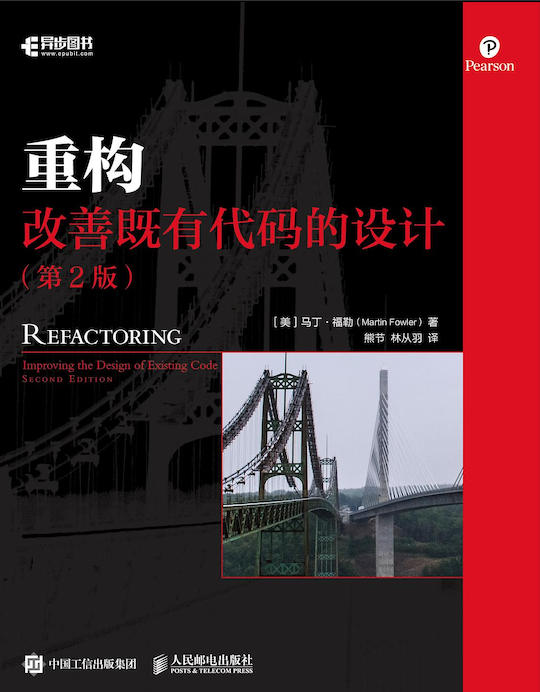 异步图书
www.epubit.com
Pearson
重构
改善既有代码的设计
（第2版）
［美］马丁·福勒（Martin Fowler）著
熊节 林从羽 译
REFACTORING
Improving the Design of Existing Code
SECOND EDITION
中国工信出版集团
人民邮电出版社
POSTS & TELECOM PRESS